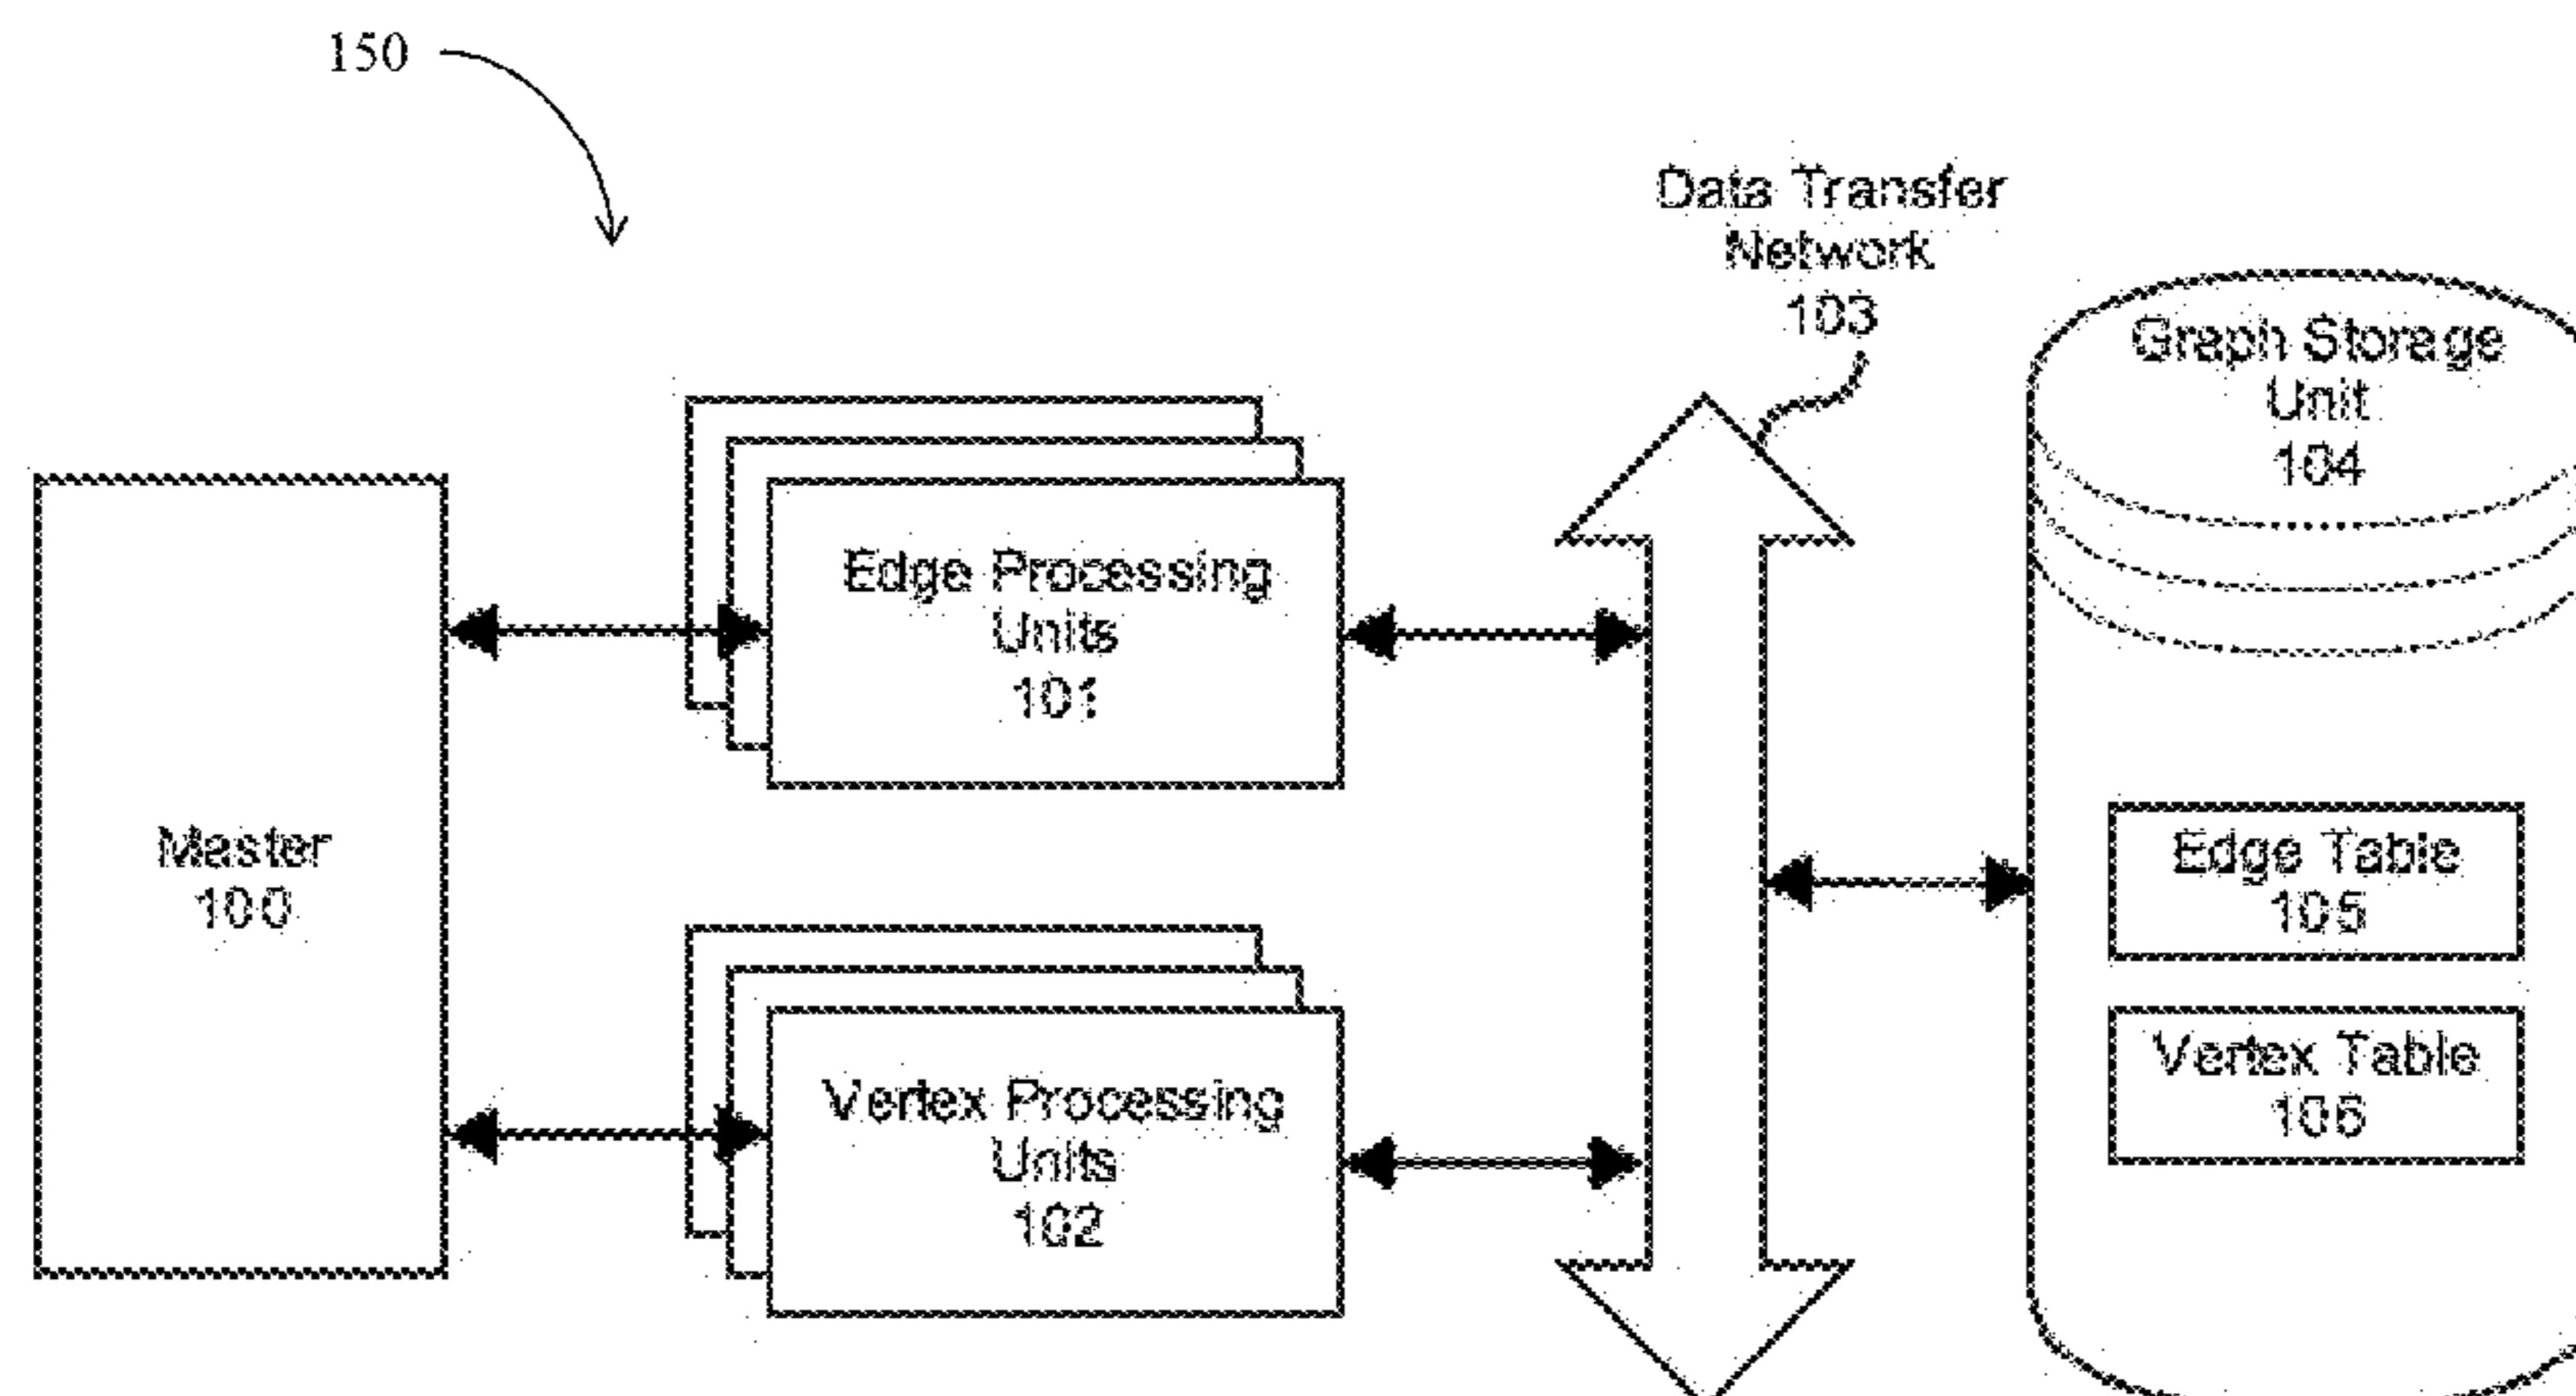 150
Data Transfer
Network
103
Graph Storage
Unit
104
Edge Processing
Units
101
Master
100
Edge Table
105
Vertex Table
106
Vertex Processing
Units
102